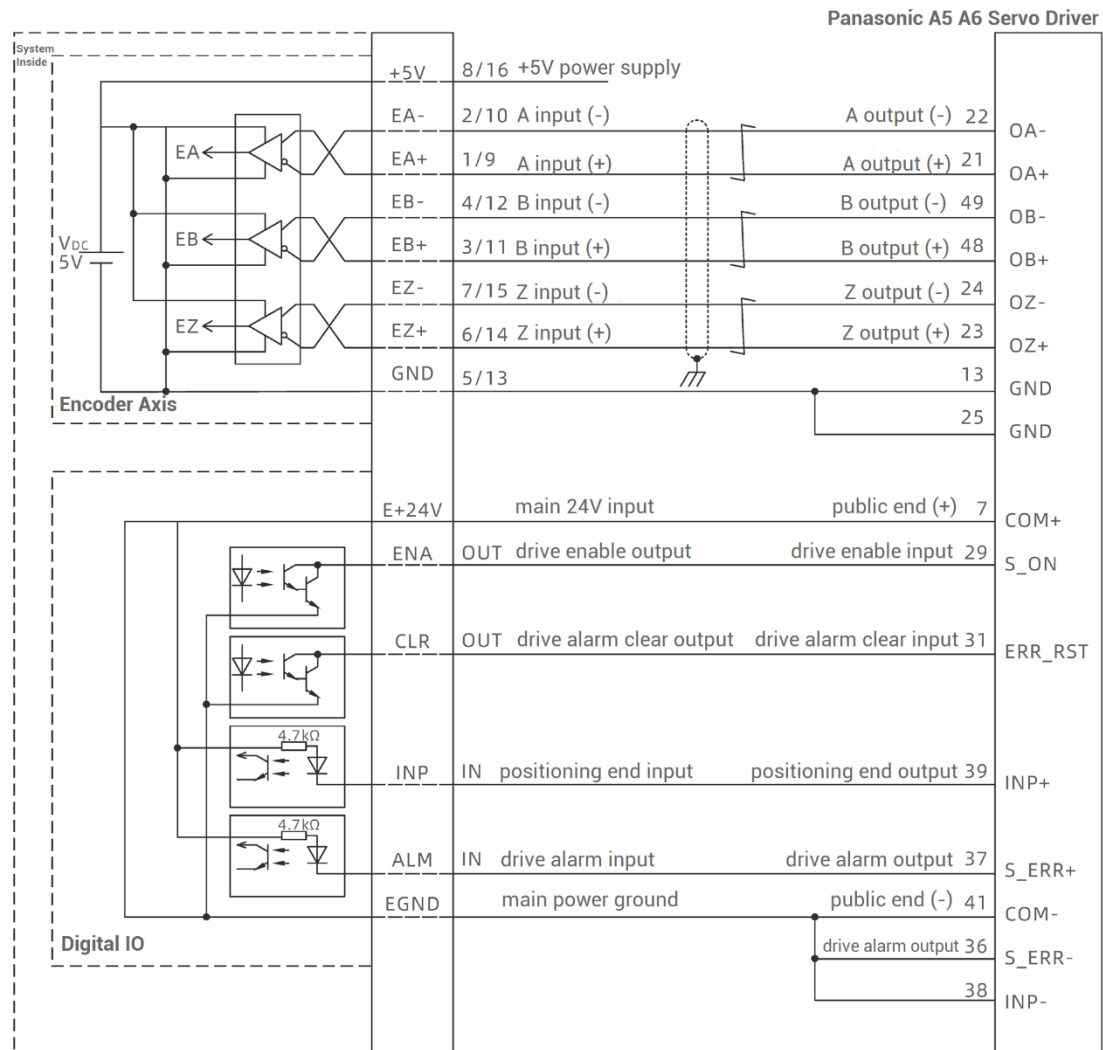 Panasonic A5 A6 Servo Driver
System
Inside
+5V 8/16 +5V power supply
EA- 2/10 A input (-) A output (-) 22 OA-
EA EA+ 1/9 A input (+) A output (+) 21 OA+
EB- 4/12 B input (-) B output (-) 49 OB-
EB EB+ 3/11 B input (+) B output (+) 48 OB+
VDC
5V
EZ- 7/15 Z input (-) Z output (-) 24 OZ-
EZ EZ+ 6/14 Z input (+) Z output (+) 23 OZ+
GND 5/13 13 GND
Encoder Axis
25 GND
E+24V main 24V input public end (+) 7 COM+
ENA OUT drive enable output drive enable input 29 S_ON
CLR OUT drive alarm clear output drive alarm clear input 31 ERR_RST
4.7kΩ
INP IN positioning end input positioning end output 39 INP+
4.7kΩ
ALM IN drive alarm input drive alarm output 37 S_ERR+
EGND main power ground public end (-) 41 COM-
Digital IO
drive alarm output 36 S_ERR-
38 INP-